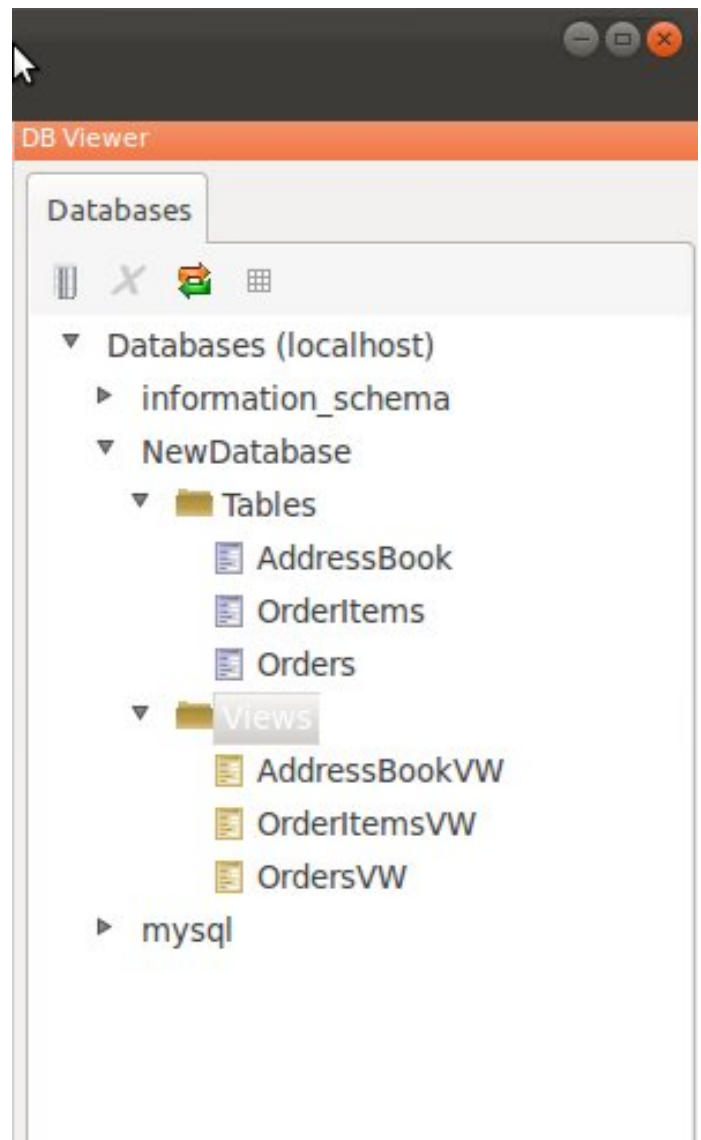 DB Viewer
Databases
Databases (localhost)
information_schema
NewDatabase
Tables
AddressBook
OrderItems
Orders
Views
AddressBookVW
OrderItemsVW
OrdersVW
mysql